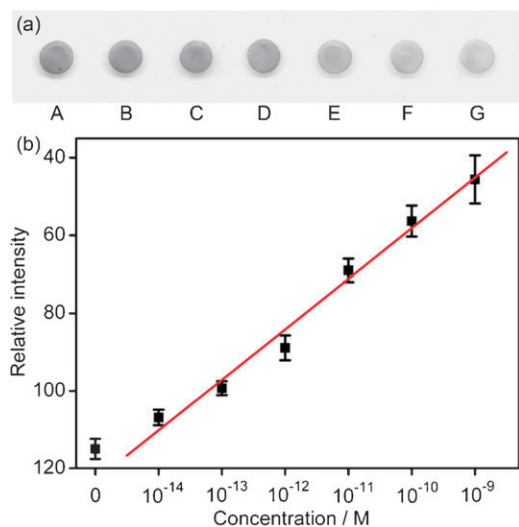 (a)
A B C D E F G
(b)
40
60
80
100
120
Relative intensity
0 10⁻¹⁴ 10⁻¹³ 10⁻¹² 10⁻¹¹ 10⁻¹⁰ 10⁻⁹
Concentration / M